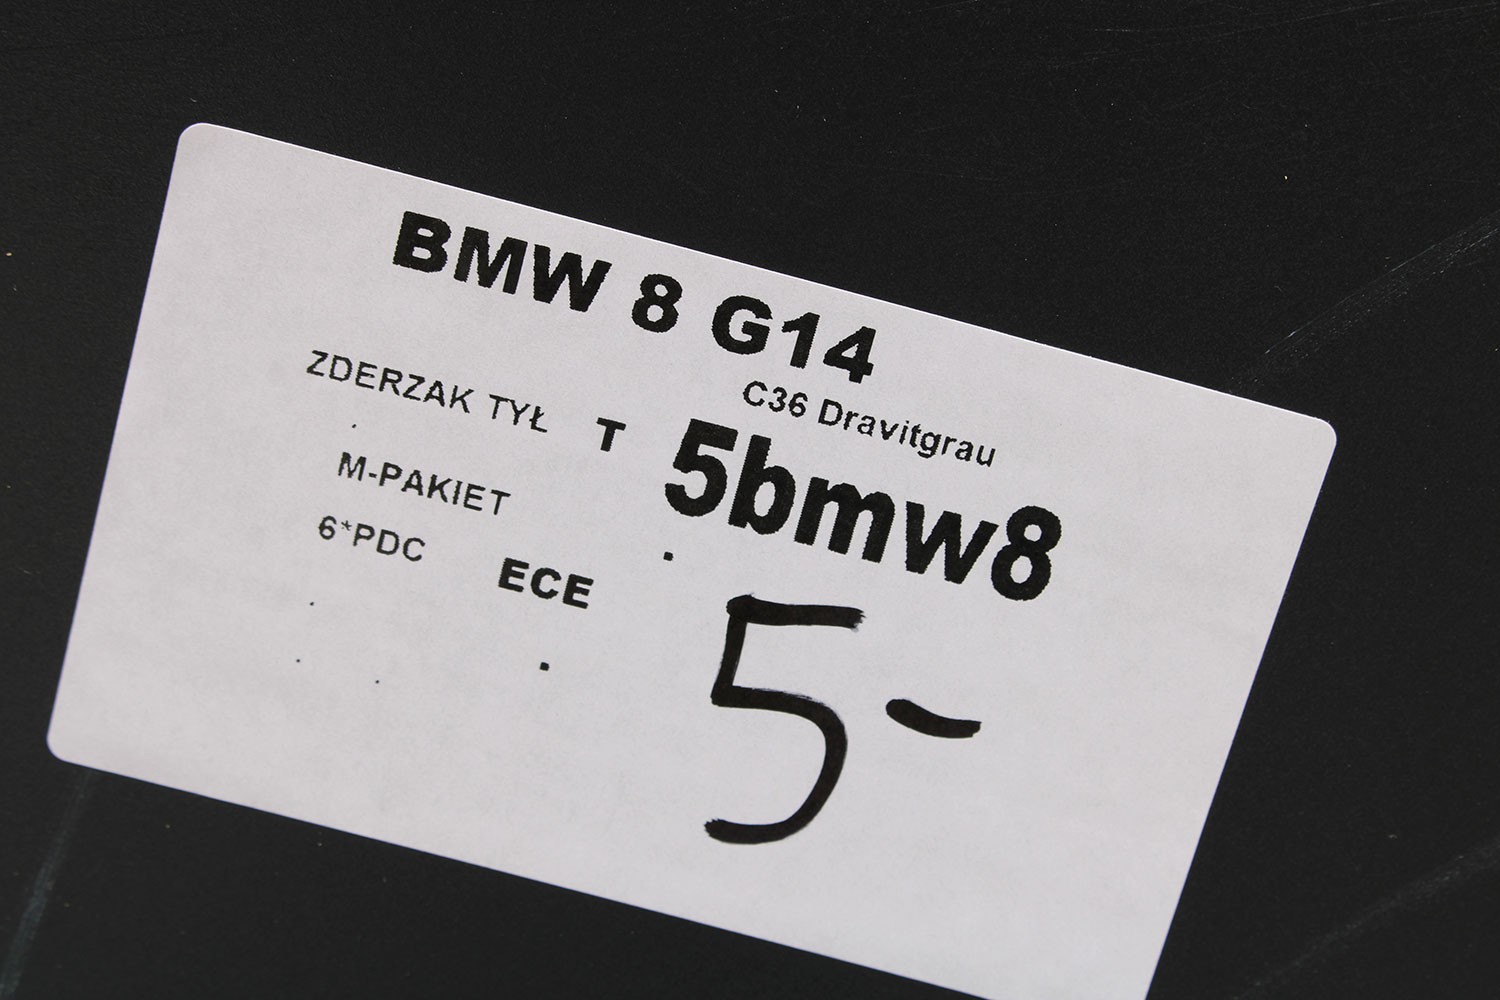 BMW 8 G14
C36 Dravitgrau
ZDERZAK TYŁ T 5bmw8
M-PAKIET
6*PDC ECE
5-